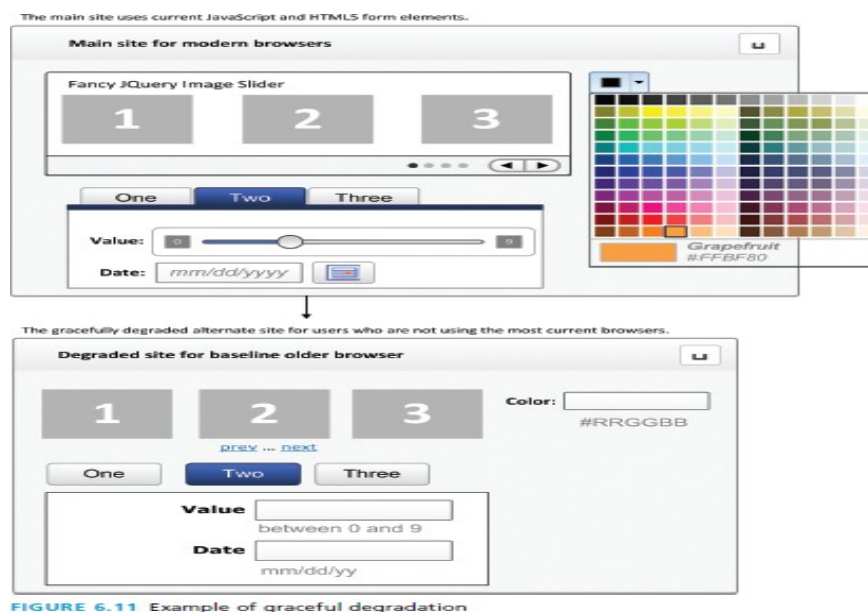 The main site uses current JavaScript and HTML5 form elements.
Main site for modern browsers
Fancy JQuery Image Slider
1 2 3
One Two Three
Value: 0 9
Date: mm/dd/yyyy
Grapefruit
#FFBF80
The gracefully degraded alternate site for users who are not using the most current browsers.
Degraded site for baseline older browser
1 2 3
prev ... next
Color:
#RRGGBB
One Two Three
Value
between 0 and 9
Date
mm/dd/yy
FIGURE 6.11 Example of graceful degradation